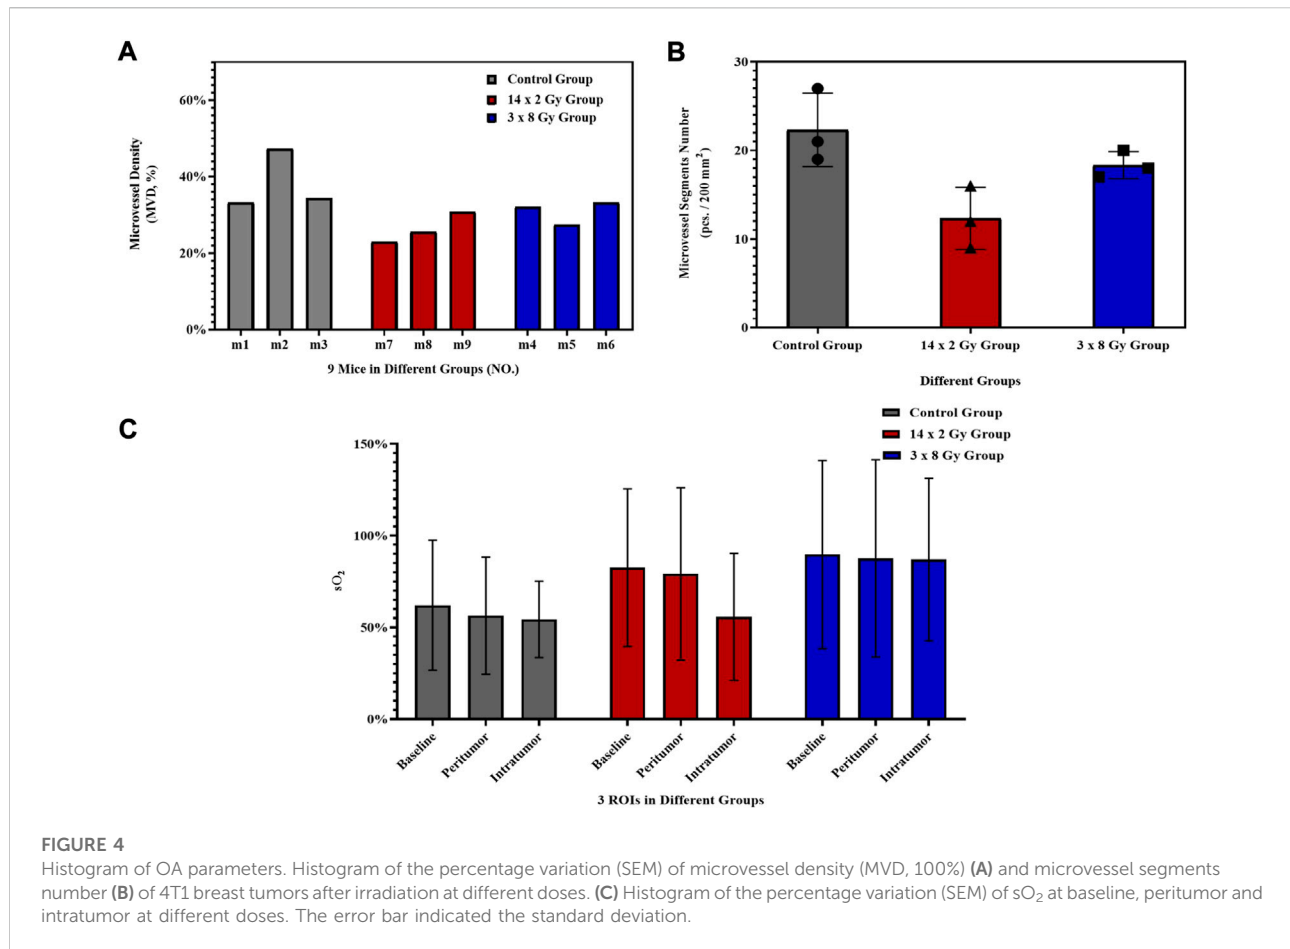 A
Microvessel Density
(MVD, %)
60%
40%
20%
0%
Control Group
14 x 2 Gy Group
3 x 8 Gy Group
m1 m2 m3 m7 m8 m9 m4 m5 m6
9 Mice in Different Groups (NO.)
B
Microvessel Segments Number
(pcs. / 200 mm²)
30
20
10
0
Control Group 14 x 2 Gy Group 3 x 8 Gy Group
Different Groups
C
sO₂
150%
100%
50%
0%
Control Group
14 x 2 Gy Group
3 x 8 Gy Group
Baseline Peritumor Intratumor Baseline Peritumor Intratumor Baseline Peritumor Intratumor
3 ROIs in Different Groups
FIGURE 4
Histogram of OA parameters. Histogram of the percentage variation (SEM) of microvessel density (MVD, 100%) (A) and microvessel segments
number (B) of 4T1 breast tumors after irradiation at different doses. (C) Histogram of the percentage variation (SEM) of sO₂ at baseline, peritumor and
intratumor at different doses. The error bar indicated the standard deviation.